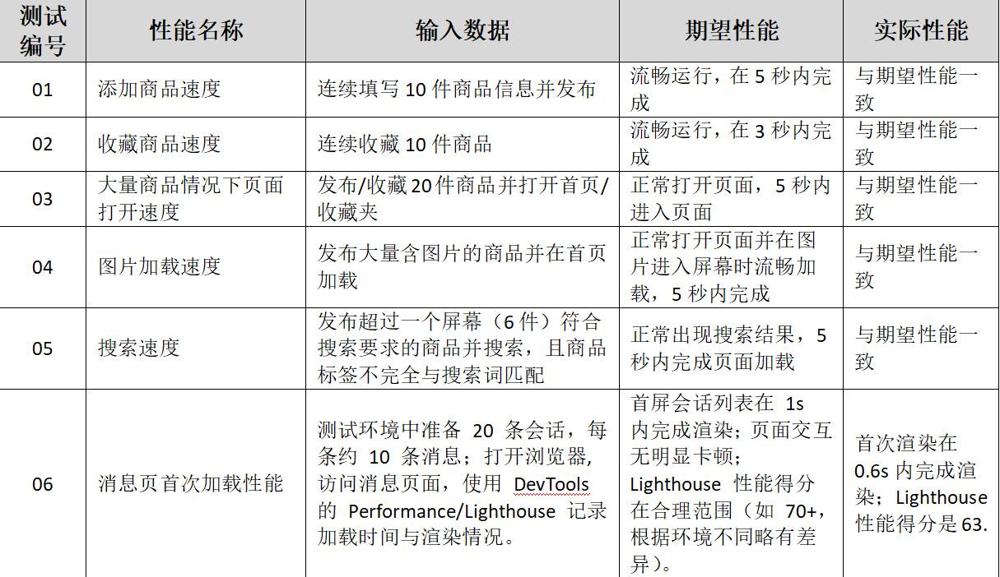 测试
编号
性能名称
输入数据
期望性能
实际性能
01
添加商品速度
连续填写 10 件商品信息并发布
流畅运行，在 5 秒内完
成
与期望性能一
致
02
收藏商品速度
连续收藏 10 件商品
流畅运行，在 3 秒内完
成
与期望性能一
致
03
大量商品情况下页面
打开速度
发布/收藏 20 件商品并打开首页/
收藏夹
正常打开页面，5 秒内
进入页面
与期望性能一
致
04
图片加载速度
发布大量含图片的商品并在首页
加载
正常打开页面并在图
片进入屏幕时流畅加
载，5 秒内完成
与期望性能一
致
05
搜索速度
发布超过一个屏幕（6 件）符合
搜索要求的商品并搜索，且商品
标签不完全与搜索词匹配
正常出现搜索结果，5
秒内完成页面加载
与期望性能一
致
06
消息页首次加载性能
测试环境中准备 20 条会话，每
条约 10 条消息；打开浏览器,
访问消息页面，使用 DevTools
的 Performance/Lighthouse 记录
加载时间与渲染情况。
首屏会话列表在 1s
内完成渲染；页面交互
无明显卡顿；
Lighthouse 性能得分
在合理范围（如 70+，
根据环境不同略有差
异）。
首次渲染在
0.6s 内完成渲
染；Lighthouse
性能得分是 63.